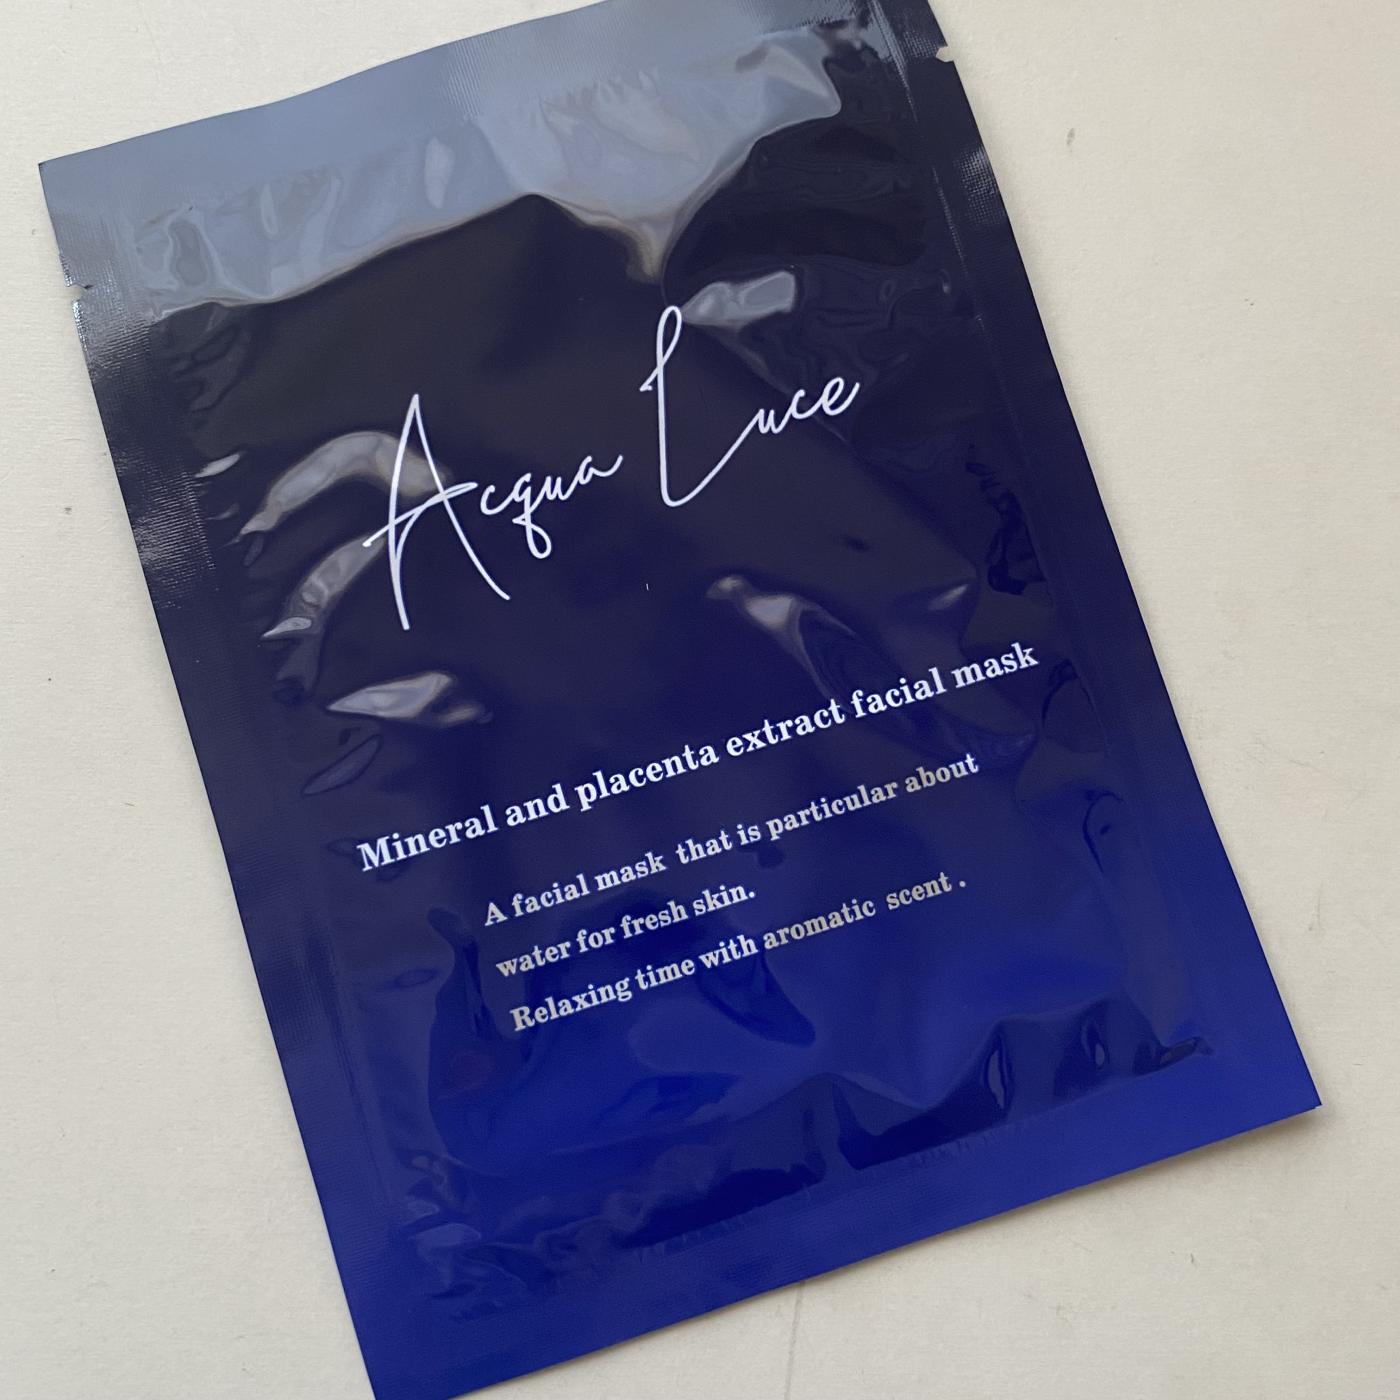 Acqua Luce
Mineral and placenta extract facial mask
A facial mask that is particular about
water for fresh skin.
Relaxing time with aromatic scent .